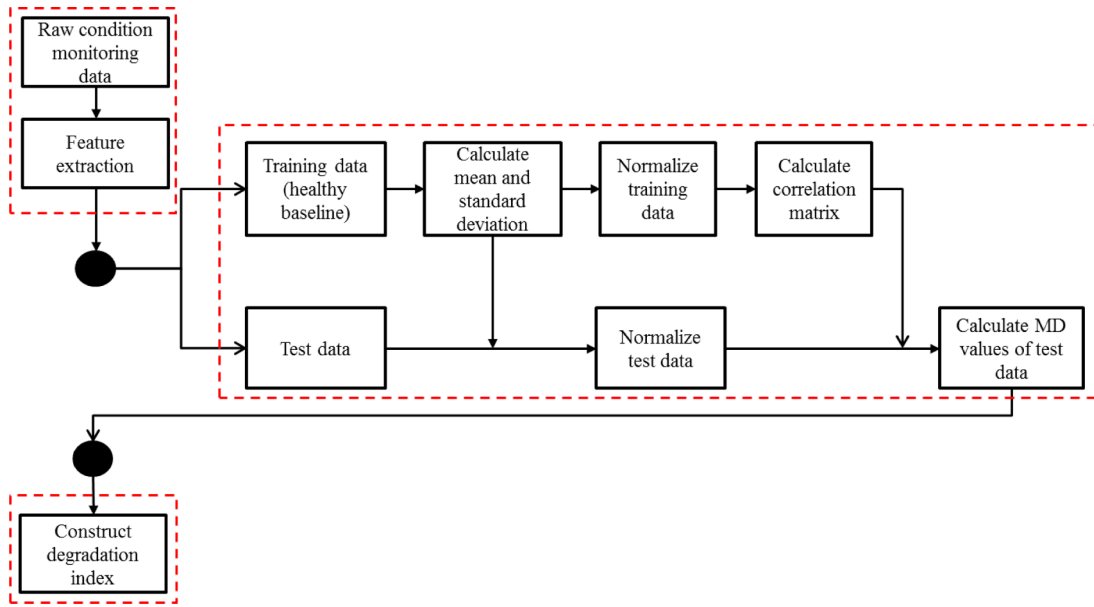 Raw condition
monitoring
data
Feature
extraction
Training data
(healthy
baseline)
Calculate
mean and
standard
deviation
Normalize
training
data
Calculate
correlation
matrix
Test data
Normalize
test data
Calculate MD
values of test
data
Construct
degradation
index